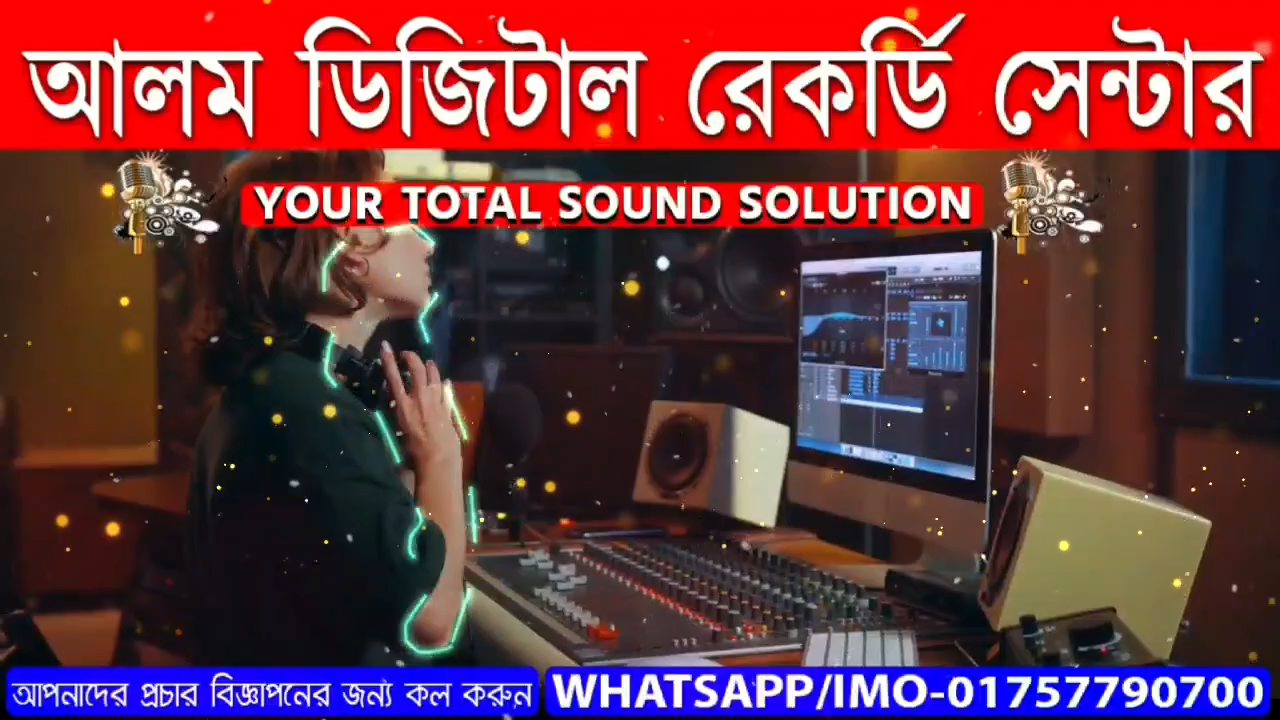 আলম ডিজিটাল রেকর্ডি সেন্টার
YOUR TOTAL SOUND SOLUTION
আপনাদের প্রচার বিজ্ঞাপনের জন্য কল করুন
WHATSAPP/IMO-01757790700